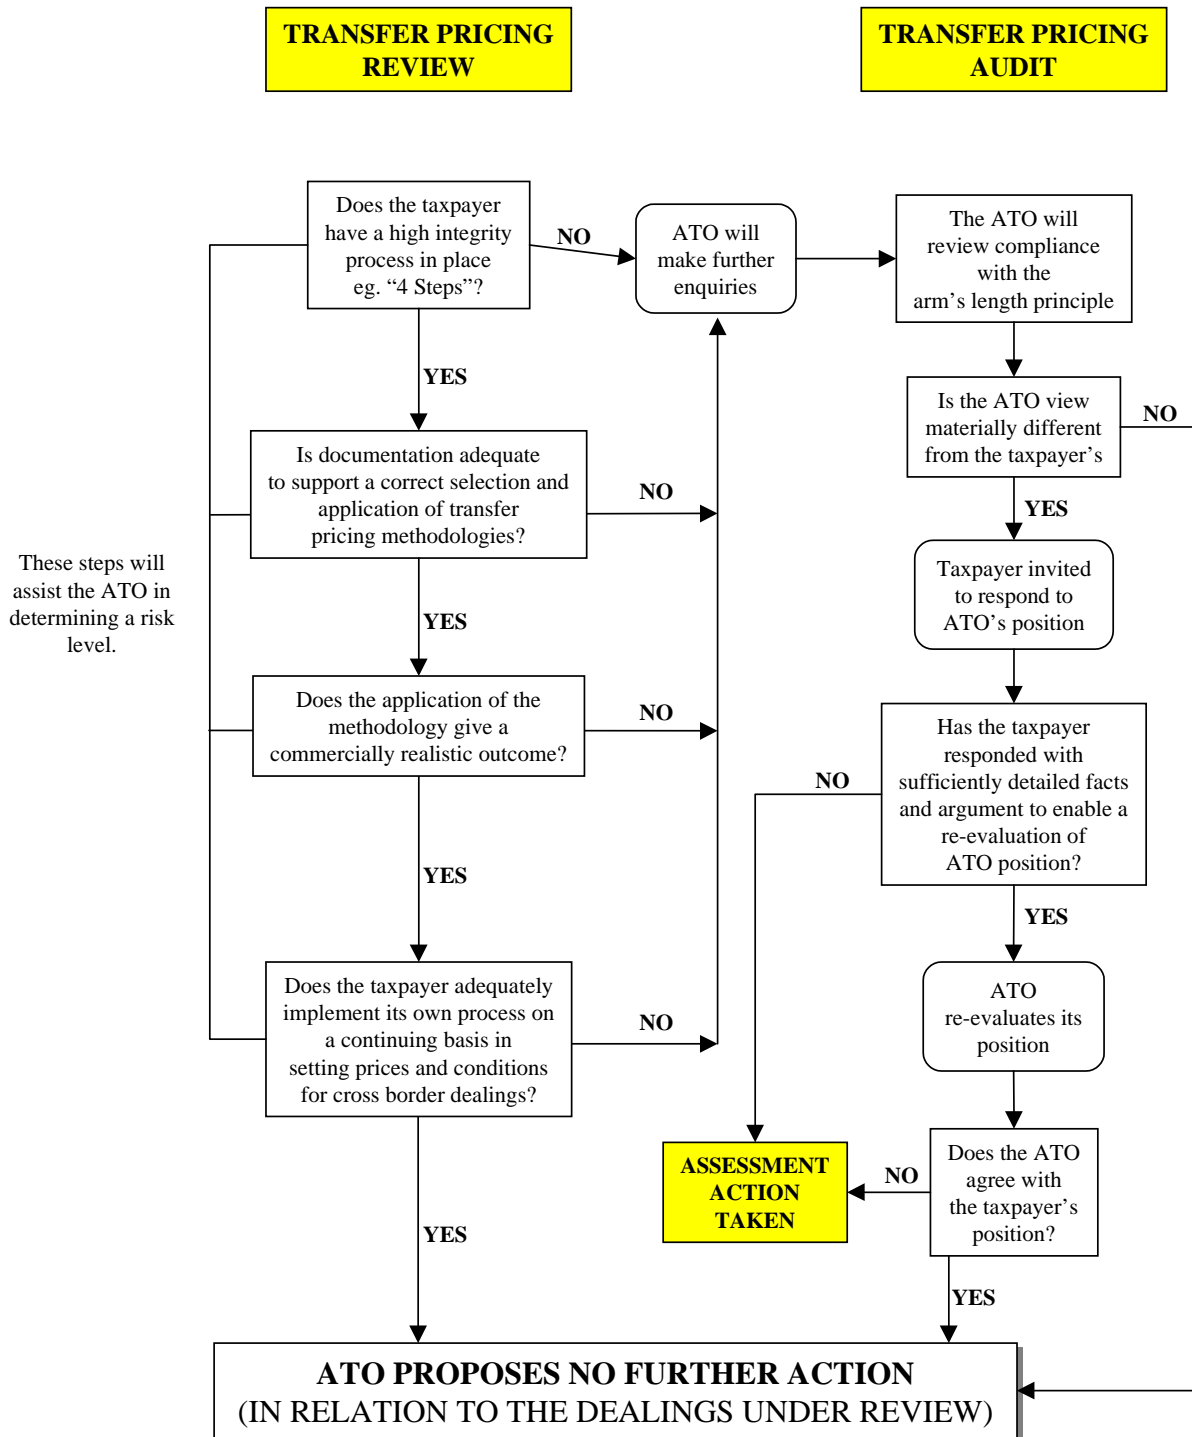 TRANSFER PRICING
REVIEW
TRANSFER PRICING
AUDIT
Does the taxpayer
have a high integrity
process in place
eg. “4 Steps”?
NO
ATO will
make further
enquiries
The ATO will
review compliance
with the
arm’s length principle
YES
Is the ATO view
materially different
from the taxpayer’s
NO
YES
Is documentation adequate
to support a correct selection and
application of transfer
pricing methodologies?
NO
These steps will
assist the ATO in
determining a risk
level.
Taxpayer invited
to respond to
ATO’s position
YES
Does the application of the
methodology give a
commercially realistic outcome?
NO
Has the taxpayer
responded with
sufficiently detailed facts
and argument to enable a
re-evaluation of
ATO position?
NO
YES
YES
Does the taxpayer adequately
implement its own process on
a continuing basis in
setting prices and conditions
for cross border dealings?
NO
ATO
re-evaluates its
position
ASSESSMENT
ACTION
TAKEN
NO
Does the ATO
agree with
the taxpayer’s
position?
YES
YES
ATO PROPOSES NO FURTHER ACTION
(IN RELATION TO THE DEALINGS UNDER REVIEW)